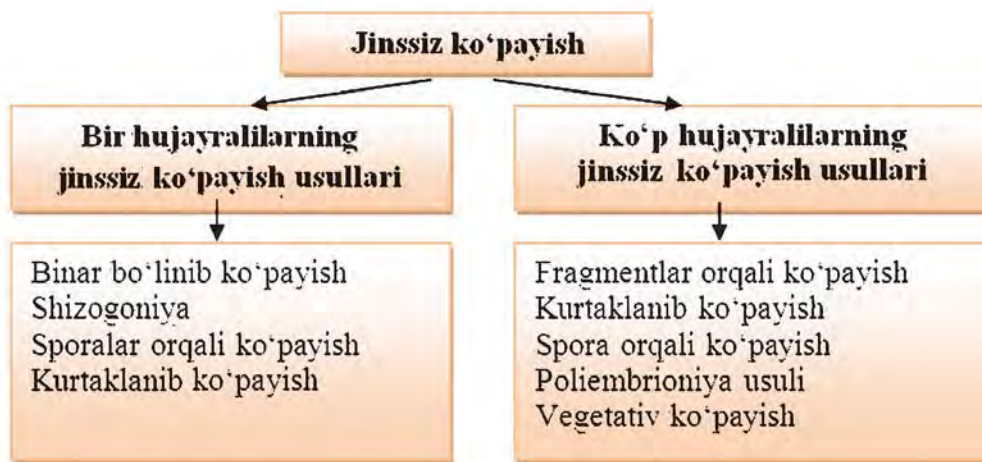 Jinssiz ko‘payish
Bir hujayralilarning
jinssiz ko‘payish usullari
Ko‘p hujayralilarning
jinssiz ko‘payish usullari
Binar bo‘linib ko‘payish
Shizogoniya
Sporalar orqali ko‘payish
Kurtaklanib ko‘payish
Fragmentlar orqali ko‘payish
Kurtaklanib ko‘payish
Spora orqali ko‘payish
Poliembrioniya usuli
Vegetativ ko‘payish